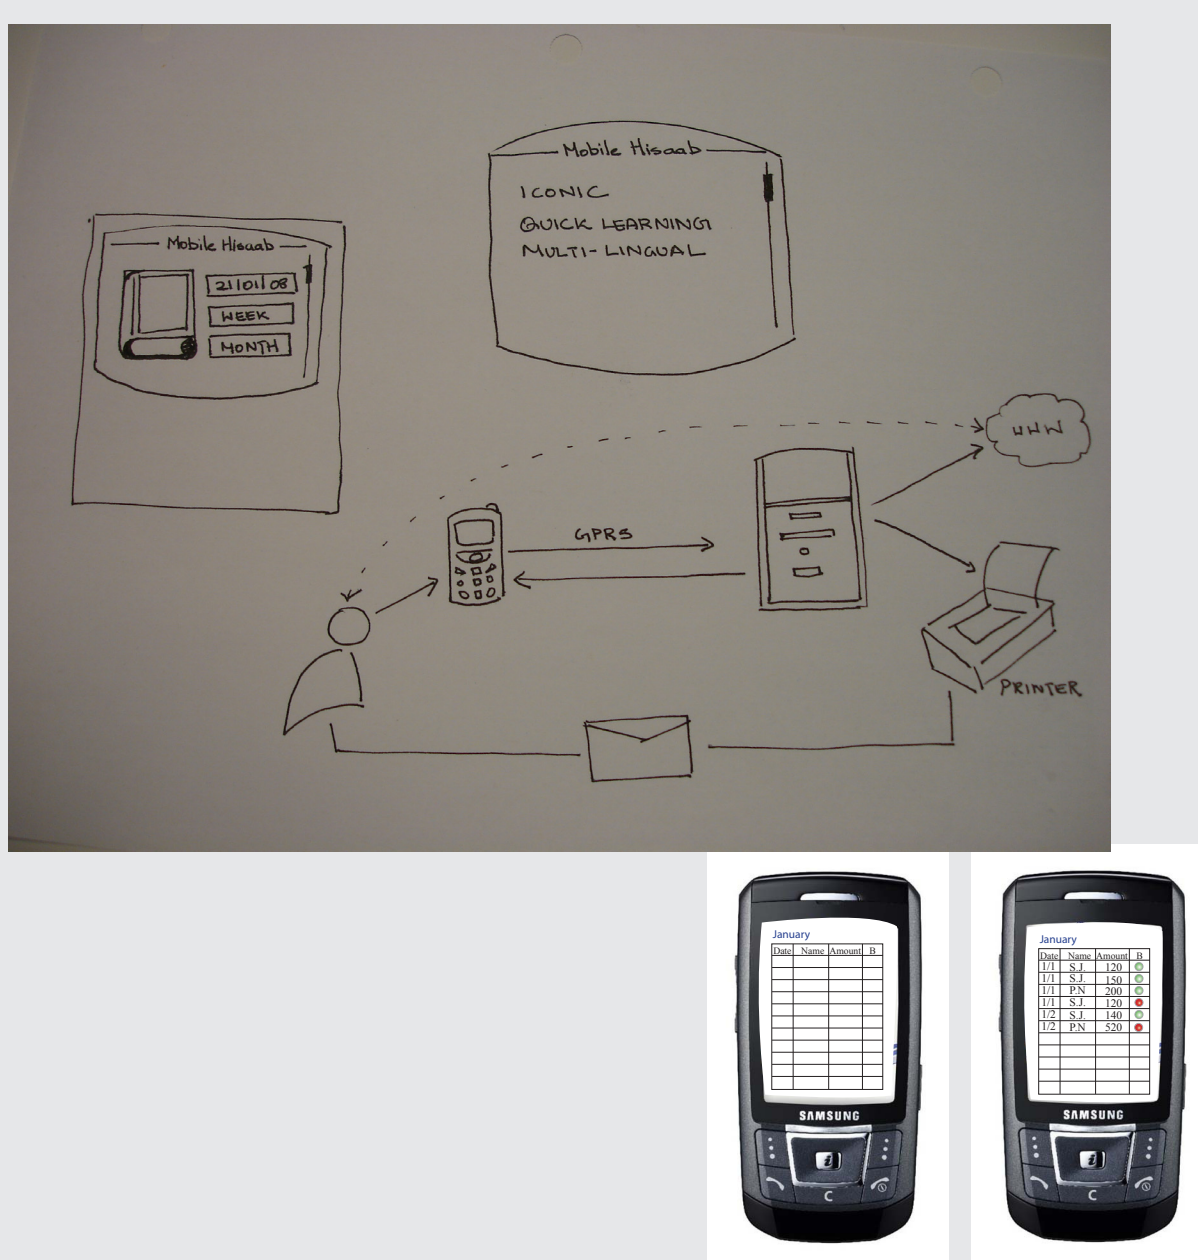 Mobile Hisaab
ICONIC
QUICK LEARNING
MULTI-LINGUAL
Mobile Hisaab
21/01/08
WEEK
MONTH
WWW
GPRS
PRINTER
January
Date Name Amount B
SAMSUNG
i
C
January
Date Name Amount B
1/1 S.J. 120
1/1 S.J. 150
1/1 P.N 200
1/1 S.J. 120
1/2 S.J. 140
1/2 P.N 520
SAMSUNG
i
C